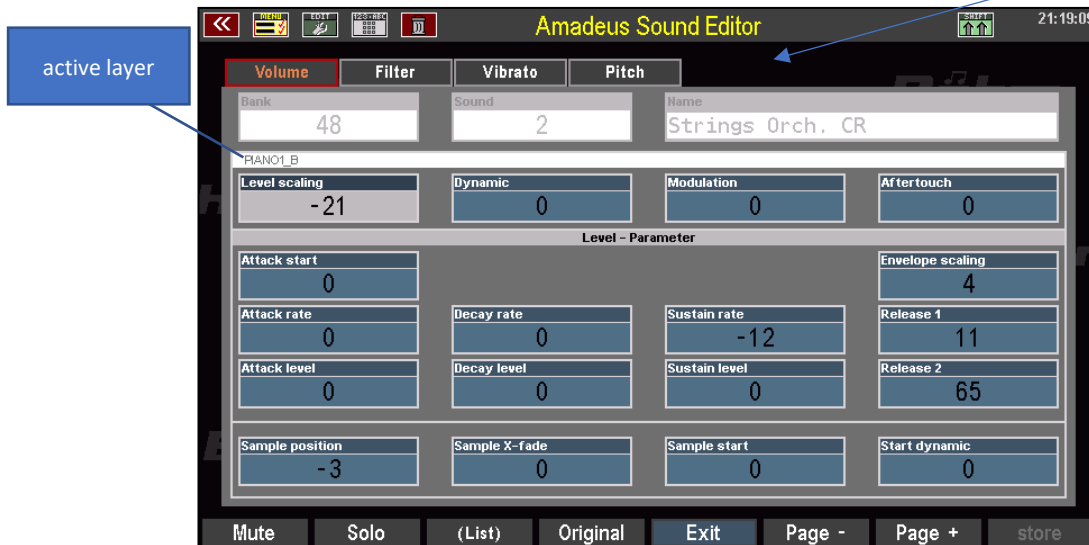 MENU EDIT 123-ABC Amadeus Sound Editor SHIFT 21:19:09
active layer
Volume Filter Vibrato Pitch
Bank Sound Name
48 2 Strings Orch. CR
PIANO1_B
Level scaling Dynamic Modulation Aftertouch
-21 0 0 0
Level - Parameter
Attack start Envelope scaling
0 4
Attack rate Decay rate Sustain rate Release 1
0 0 -12 11
Attack level Decay level Sustain level Release 2
0 0 0 65
Sample position Sample X-fade Sample start Start dynamic
-3 0 0 0
Mute Solo (List) Original Exit Page - Page + store